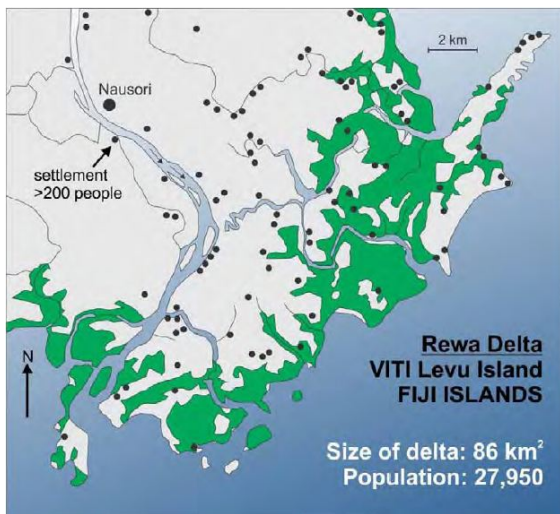 2 km
Nausori
settlement
>200 people
N
Rewa Delta
VITI Levu Island
FIJI ISLANDS
Size of delta: 86 km²
Population: 27,950